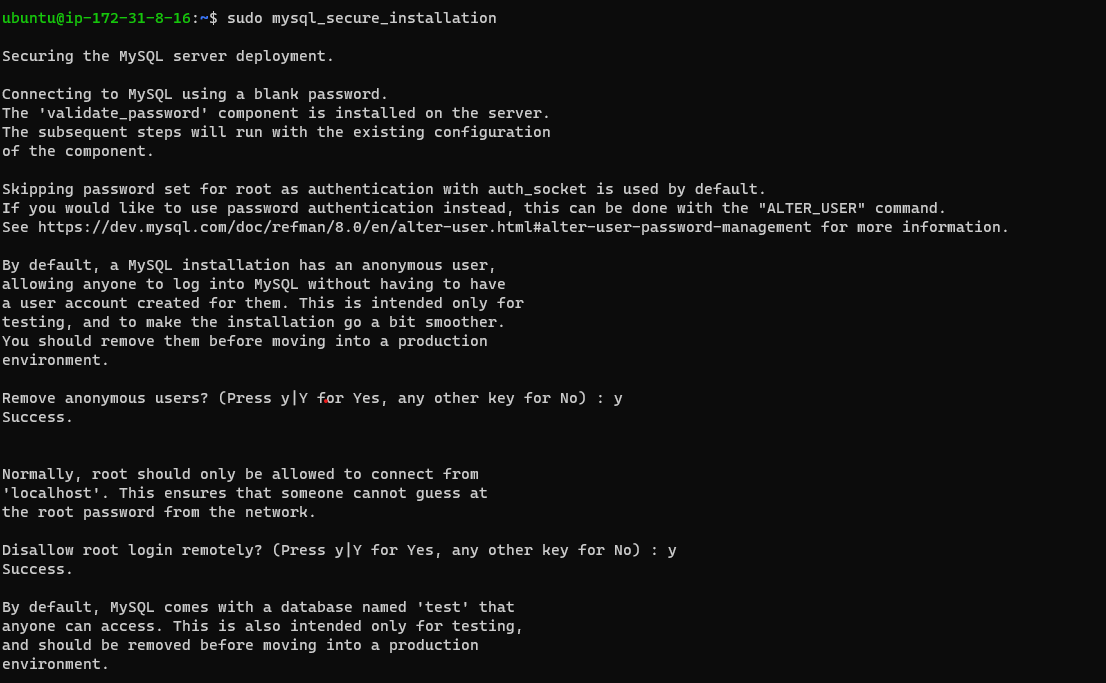 ubuntu@ip-172-31-8-16:~$ sudo mysql_secure_installation
Securing the MySQL server deployment.
Connecting to MySQL using a blank password.
The 'validate_password' component is installed on the server.
The subsequent steps will run with the existing configuration
of the component.
Skipping password set for root as authentication with auth_socket is used by default.
If you would like to use password authentication instead, this can be done with the "ALTER_USER" command.
See https://dev.mysql.com/doc/refman/8.0/en/alter-user.html#alter-user-password-management for more information.
By default, a MySQL installation has an anonymous user,
allowing anyone to log into MySQL without having to have
a user account created for them. This is intended only for
testing, and to make the installation go a bit smoother.
You should remove them before moving into a production
environment.
Remove anonymous users? (Press y|Y for Yes, any other key for No) : y
Success.
Normally, root should only be allowed to connect from
'localhost'. This ensures that someone cannot guess at
the root password from the network.
Disallow root login remotely? (Press y|Y for Yes, any other key for No) : y
Success.
By default, MySQL comes with a database named 'test' that
anyone can access. This is also intended only for testing,
and should be removed before moving into a production
environment.